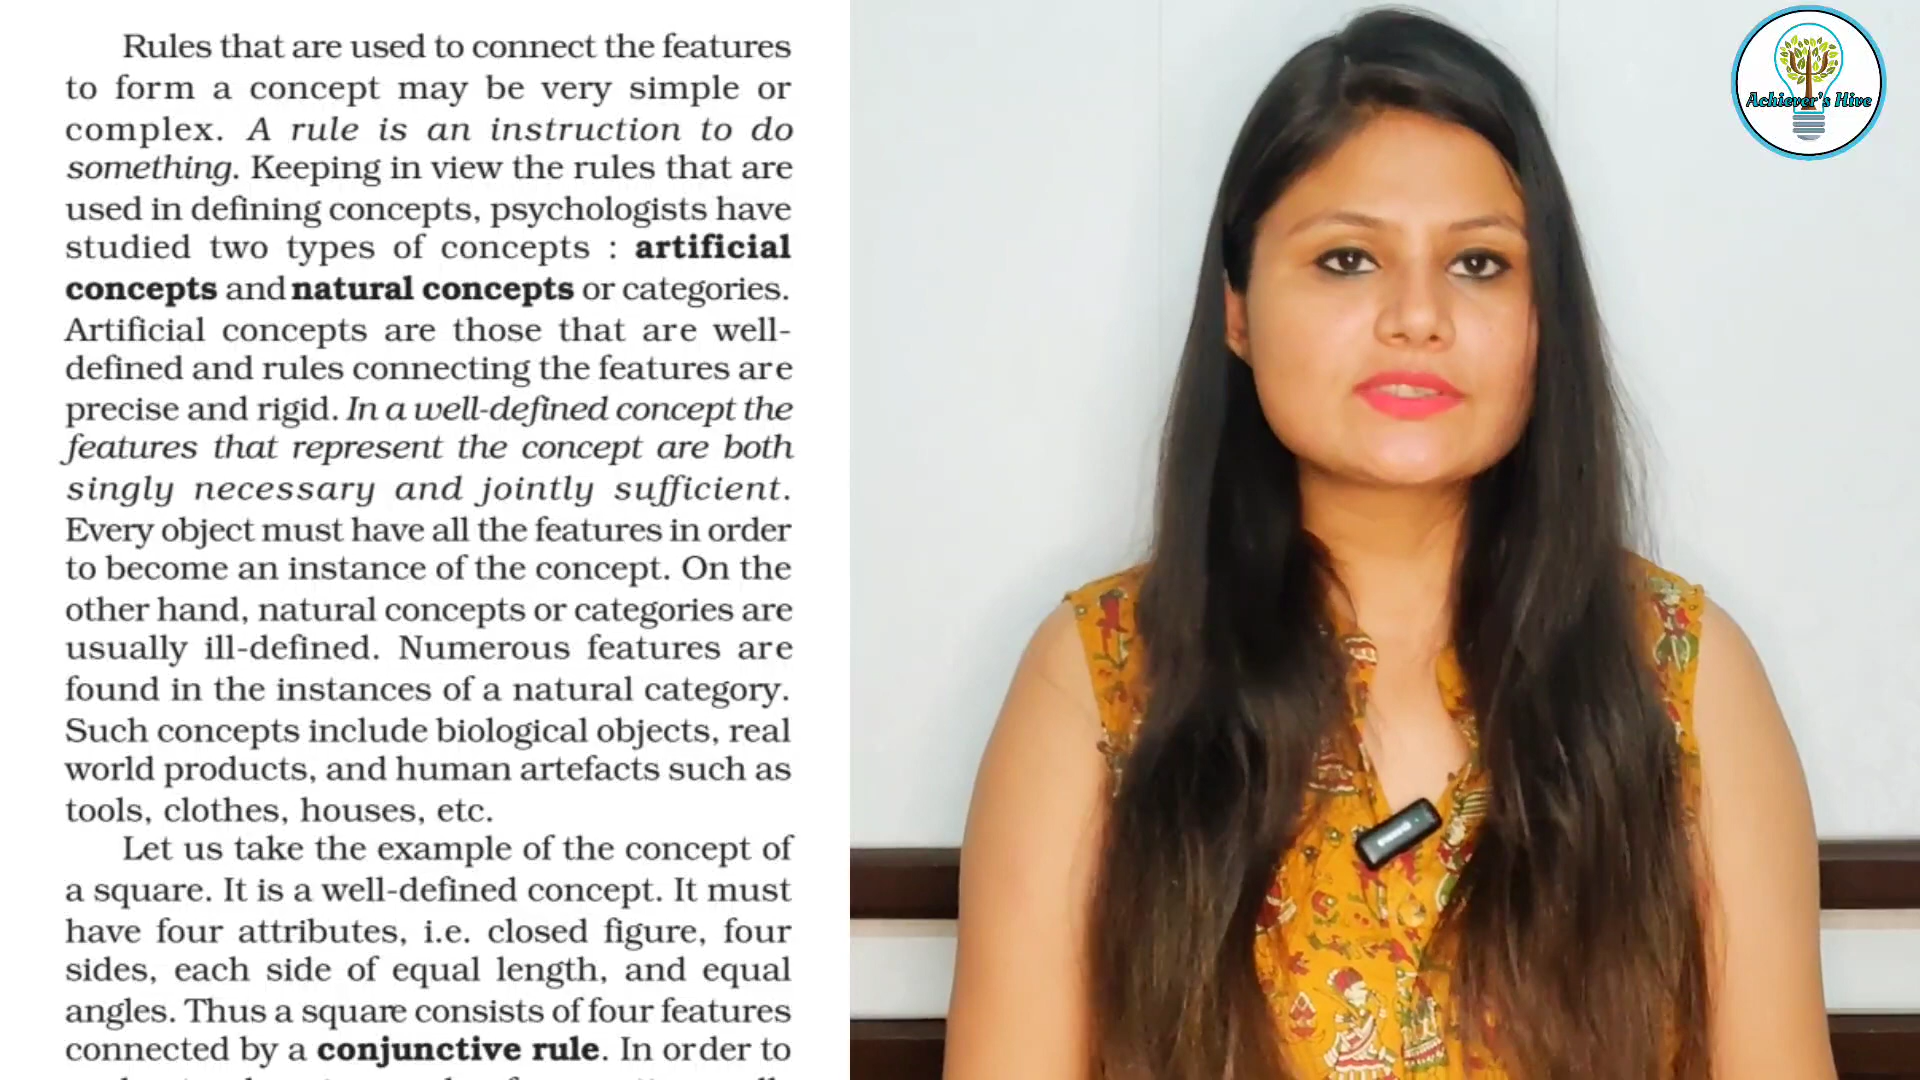 Rules that are used to connect the features
to form a concept may be very simple or
complex. A rule is an instruction to do
something. Keeping in view the rules that are
used in defining concepts, psychologists have
studied two types of concepts : artificial
concepts and natural concepts or categories.
Artificial concepts are those that are well-
defined and rules connecting the features are
precise and rigid. In a well-defined concept the
features that represent the concept are both
singly necessary and jointly sufficient.
Every object must have all the features in order
to become an instance of the concept. On the
other hand, natural concepts or categories are
usually ill-defined. Numerous features are
found in the instances of a natural category.
Such concepts include biological objects, real
world products, and human artefacts such as
tools, clothes, houses, etc.
Let us take the example of the concept of
a square. It is a well-defined concept. It must
have four attributes, i.e. closed figure, four
sides, each side of equal length, and equal
angles. Thus a square consists of four features
connected by a conjunctive rule. In order to
Achiever's Hive